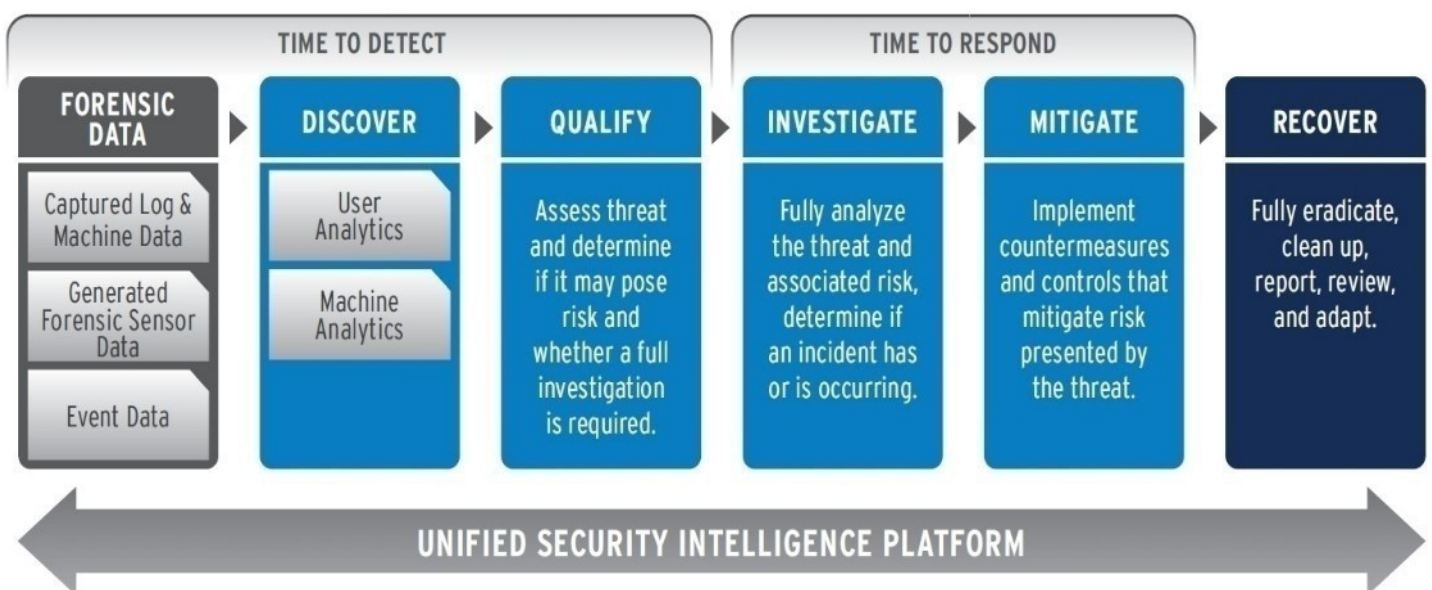 TIME TO DETECT
TIME TO RESPOND
FORENSIC
DATA
Captured Log &
Machine Data
Generated
Forensic Sensor
Data
Event Data
DISCOVER
User
Analytics
Machine
Analytics
QUALIFY
Assess threat
and determine
if it may pose
risk and
whether a full
investigation
is required.
INVESTIGATE
Fully analyze
the threat and
associated risk,
determine if
an incident has
or is occurring.
MITIGATE
Implement
countermeasures
and controls that
mitigate risk
presented by
the threat.
RECOVER
Fully eradicate,
clean up,
report, review,
and adapt.
UNIFIED SECURITY INTELLIGENCE PLATFORM